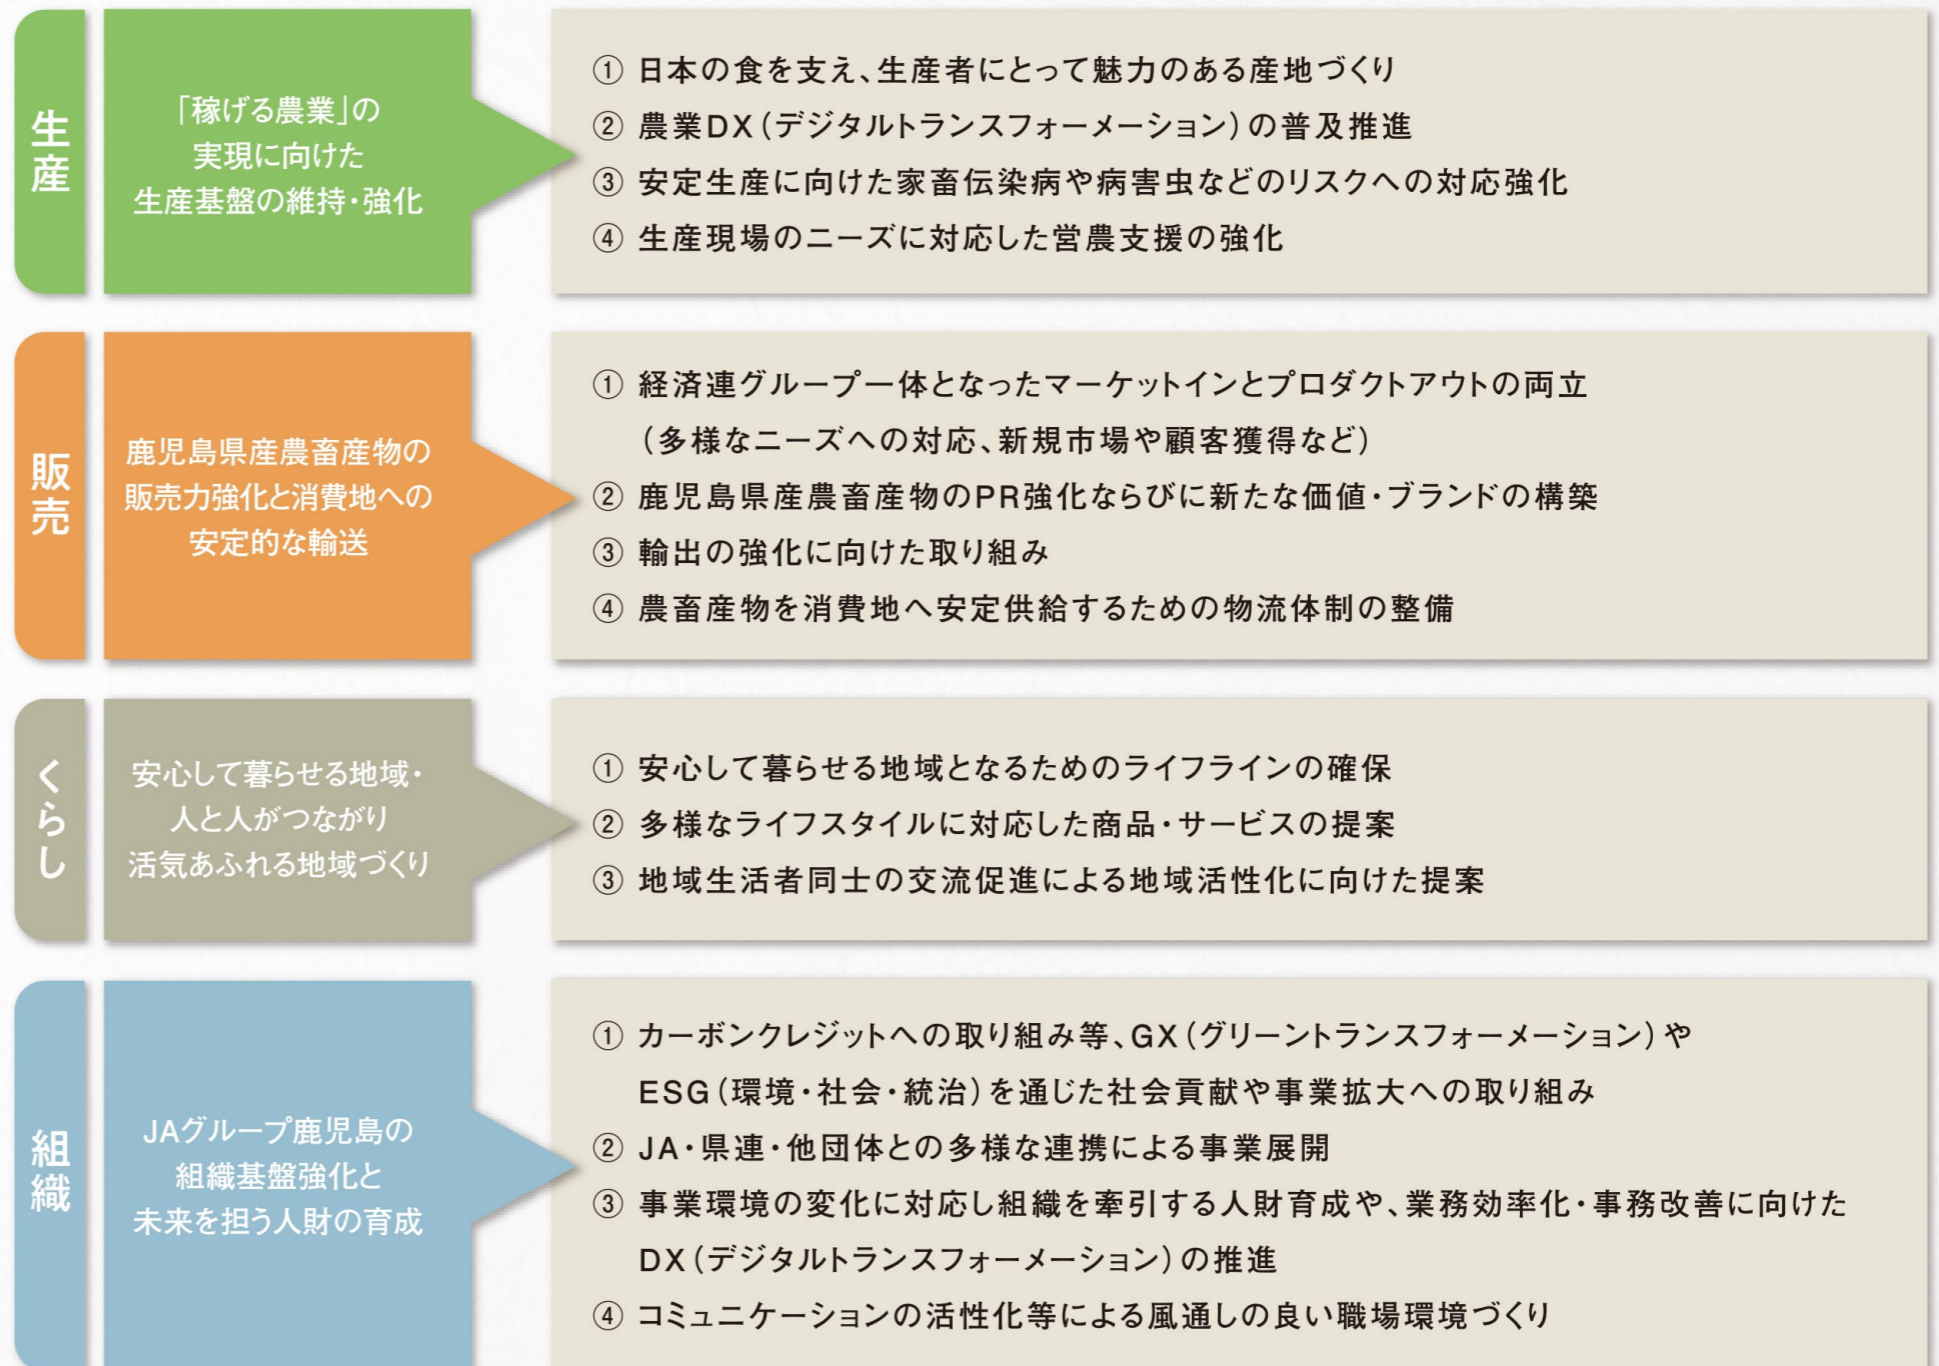 生産
「稼げる農業」の
実現に向けた
生産基盤の維持・強化
① 日本の食を支え、生産者にとって魅力のある産地づくり
② 農業DX(デジタルトランスフォーメーション)の普及推進
③ 安定生産に向けた家畜伝染病や病害虫などのリスクへの対応強化
④ 生産現場のニーズに対応した営農支援の強化
販売
鹿児島県産農畜産物の
販売力強化と消費地への
安定的な輸送
① 経済連グループ一体となったマーケットインとプロダクトアウトの両立
(多様なニーズへの対応、新規市場や顧客獲得など)
② 鹿児島県産農畜産物のPR強化ならびに新たな価値・ブランドの構築
③ 輸出の強化に向けた取り組み
④ 農畜産物を消費地へ安定供給するための物流体制の整備
くらし
安心して暮らせる地域・
人と人がつながり
活気あふれる地域づくり
① 安心して暮らせる地域となるためのライフラインの確保
② 多様なライフスタイルに対応した商品・サービスの提案
③ 地域生活者同士の交流促進による地域活性化に向けた提案
組織
JAグループ鹿児島の
組織基盤強化と
未来を担う人財の育成
① カーボンクレジットへの取り組み等、GX(グリーントランスフォーメーション)や
ESG(環境・社会・統治)を通じた社会貢献や事業拡大への取り組み
② JA・県連・他団体との多様な連携による事業展開
③ 事業環境の変化に対応し組織を牽引する人財育成や、業務効率化・事務改善に向けた
DX(デジタルトランスフォーメーション)の推進
④ コミュニケーションの活性化等による風通しの良い職場環境づくり